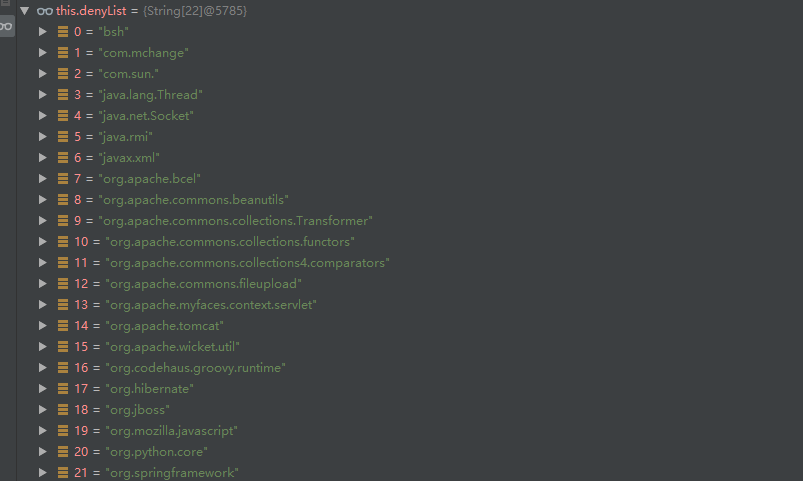 this.denyList = {String[22]@5785}
0 = "bsh"
1 = "com.mchange"
2 = "com.sun."
3 = "java.lang.Thread"
4 = "java.net.Socket"
5 = "java.rmi"
6 = "javax.xml"
7 = "org.apache.bcel"
8 = "org.apache.commons.beanutils"
9 = "org.apache.commons.collections.Transformer"
10 = "org.apache.commons.collections.functors"
11 = "org.apache.commons.collections4.comparators"
12 = "org.apache.commons.fileupload"
13 = "org.apache.myfaces.context.servlet"
14 = "org.apache.tomcat"
15 = "org.apache.wicket.util"
16 = "org.codehaus.groovy.runtime"
17 = "org.hibernate"
18 = "org.jboss"
19 = "org.mozilla.javascript"
20 = "org.python.core"
21 = "org.springframework"